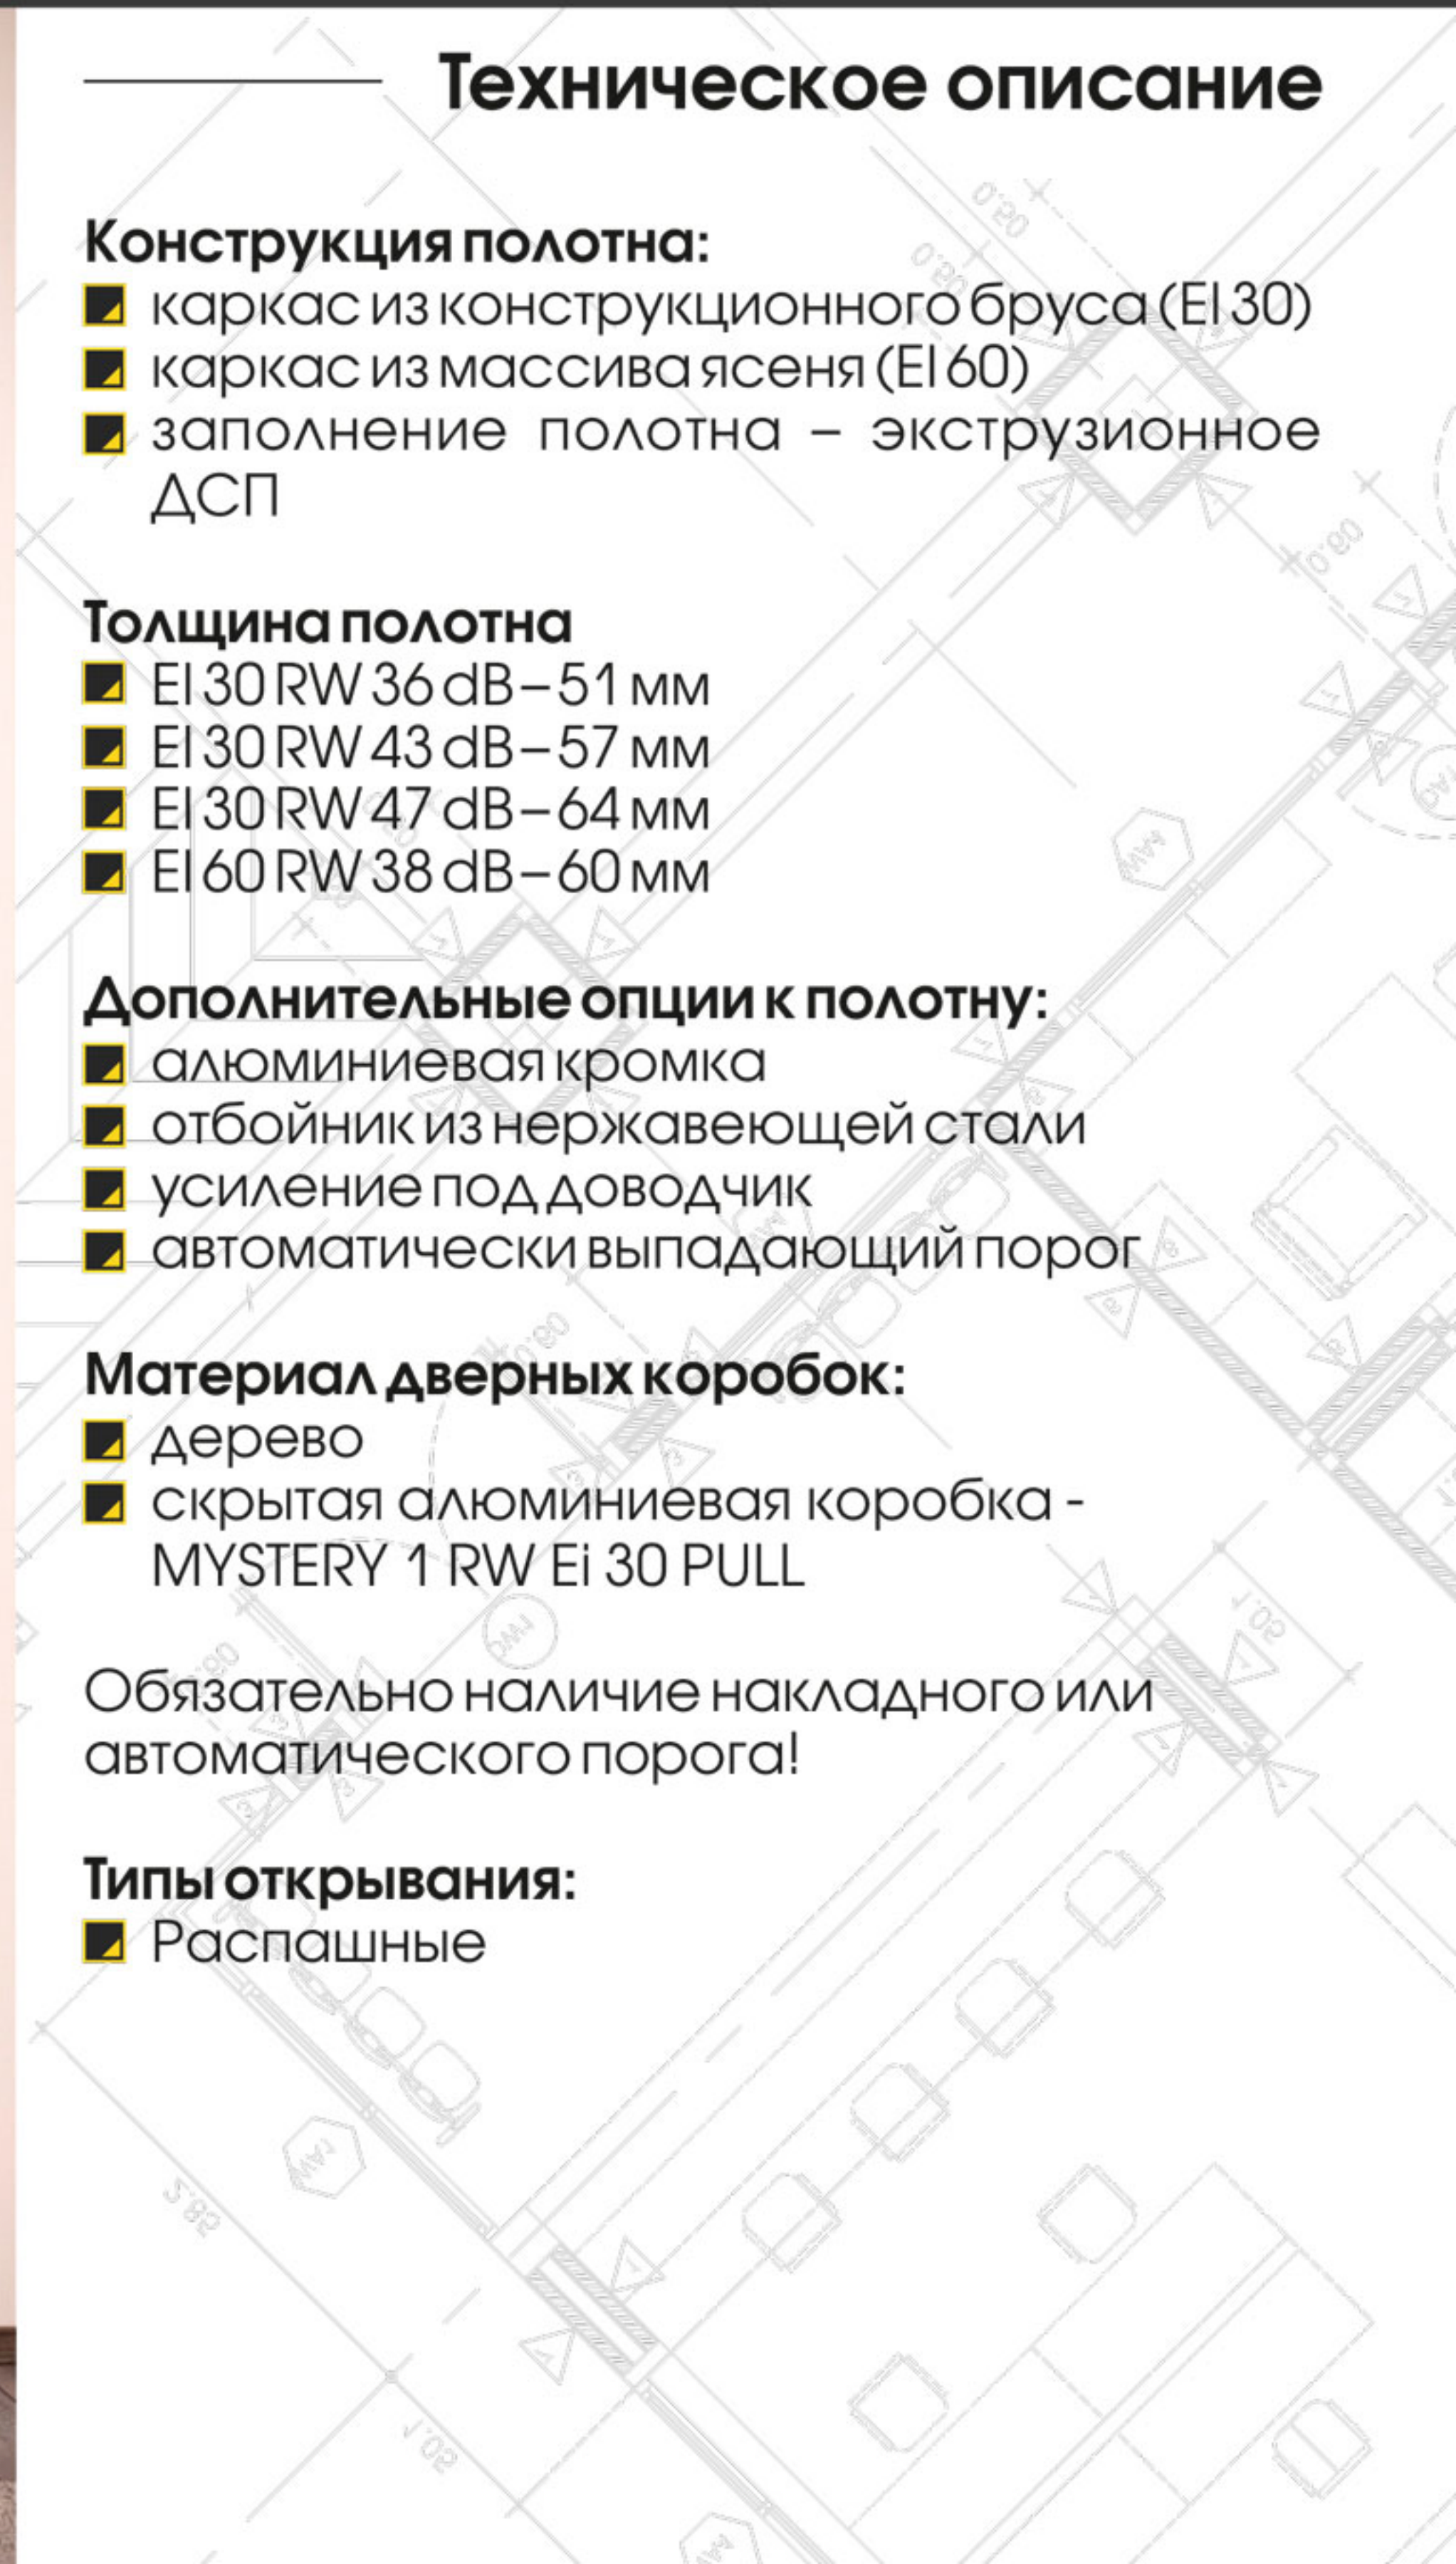 Техническое описание
Конструкция полотна:
каркас из конструкционного бруса (EI 30)
каркас из массива ясеня (EI 60)
заполнение полотна – экструзионное
ДСП
Толщина полотна
EI 30 RW 36 dB – 51 мм
EI 30 RW 43 dB – 57 мм
EI 30 RW 47 dB – 64 мм
EI 60 RW 38 dB – 60 мм
Дополнительные опции к полотну:
алюминиевая кромка
отбойник из нержавеющей стали
усиление под доводчик
автоматически выпадающий порог
Материал дверных коробок:
дерево
скрытая алюминиевая коробка -
MYSTERY 1 RW Ei 30 PULL
Обязательно наличие накладного или
автоматического порога!
Типы открывания:
Распашные